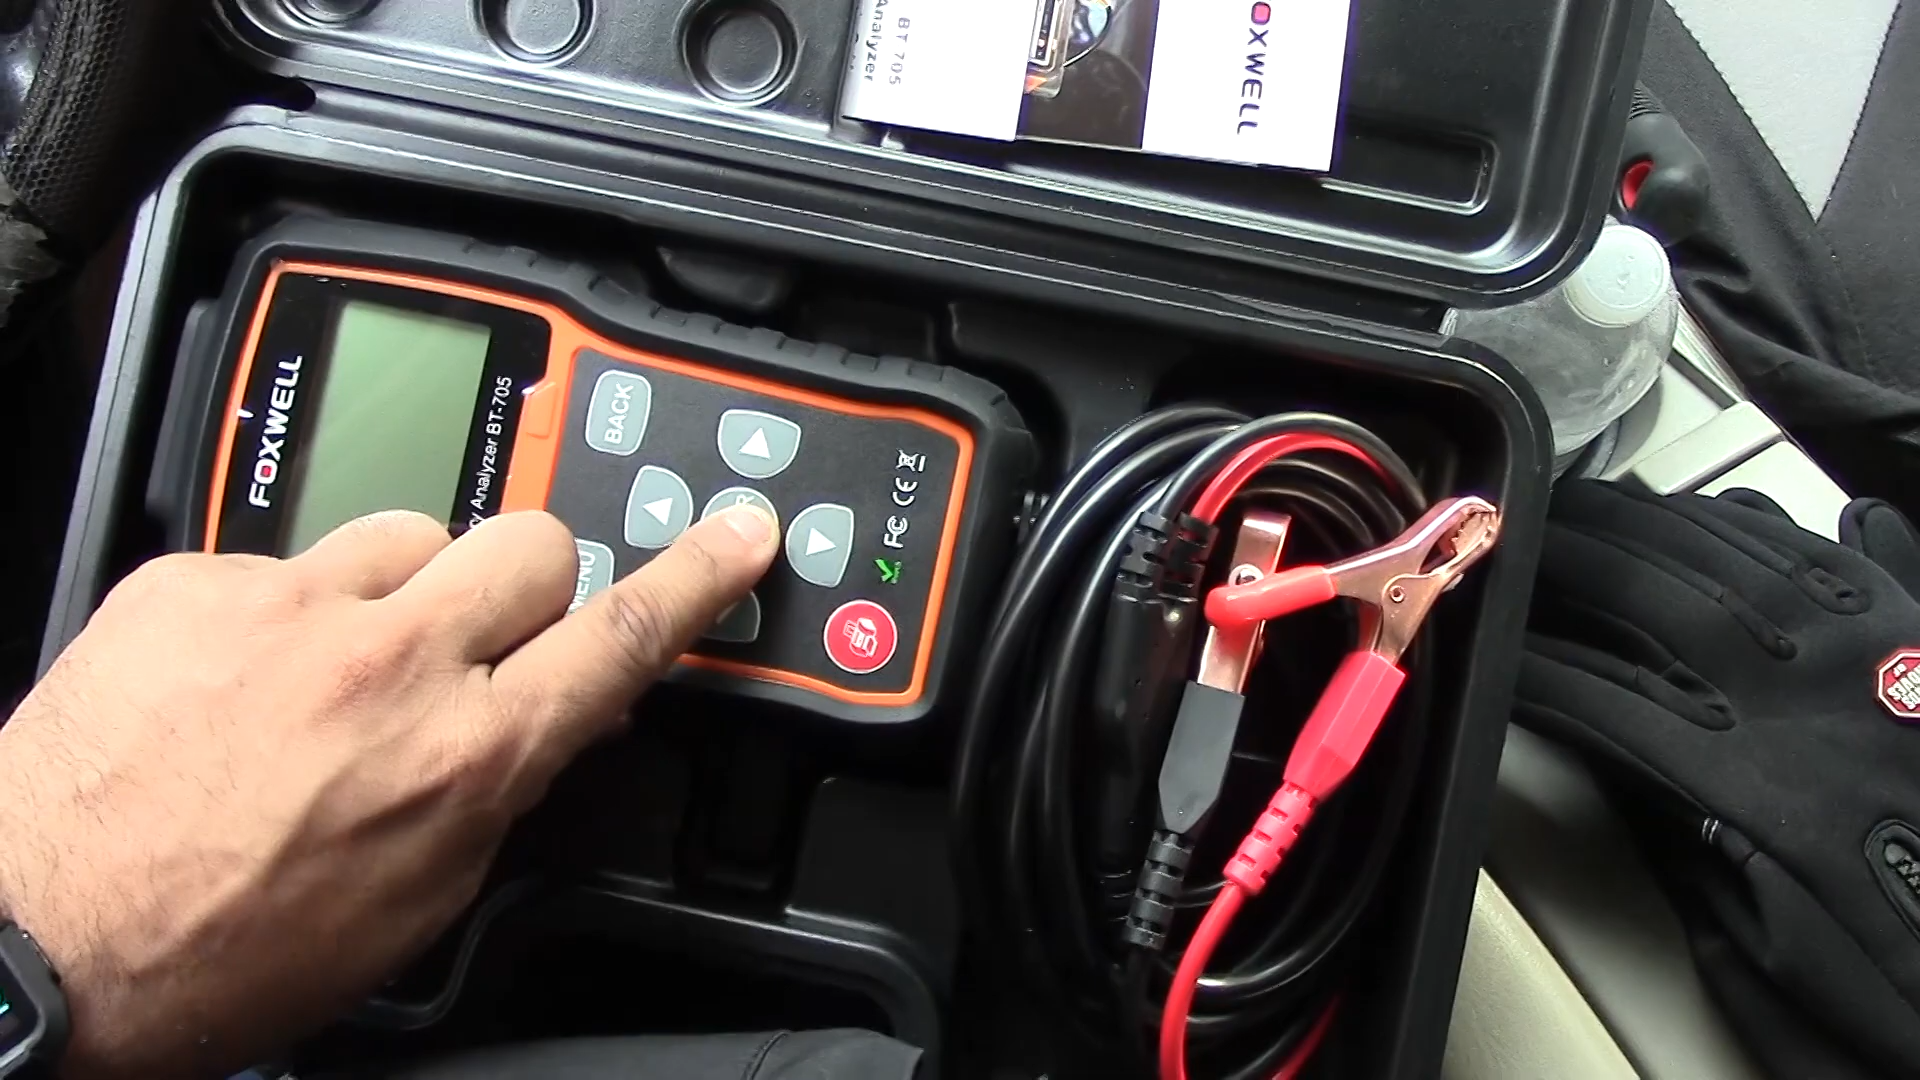 BT 705
Analyzer
OXWELL
FOXWELL
Analyzer BT-705
BACK
MENU
FC CE